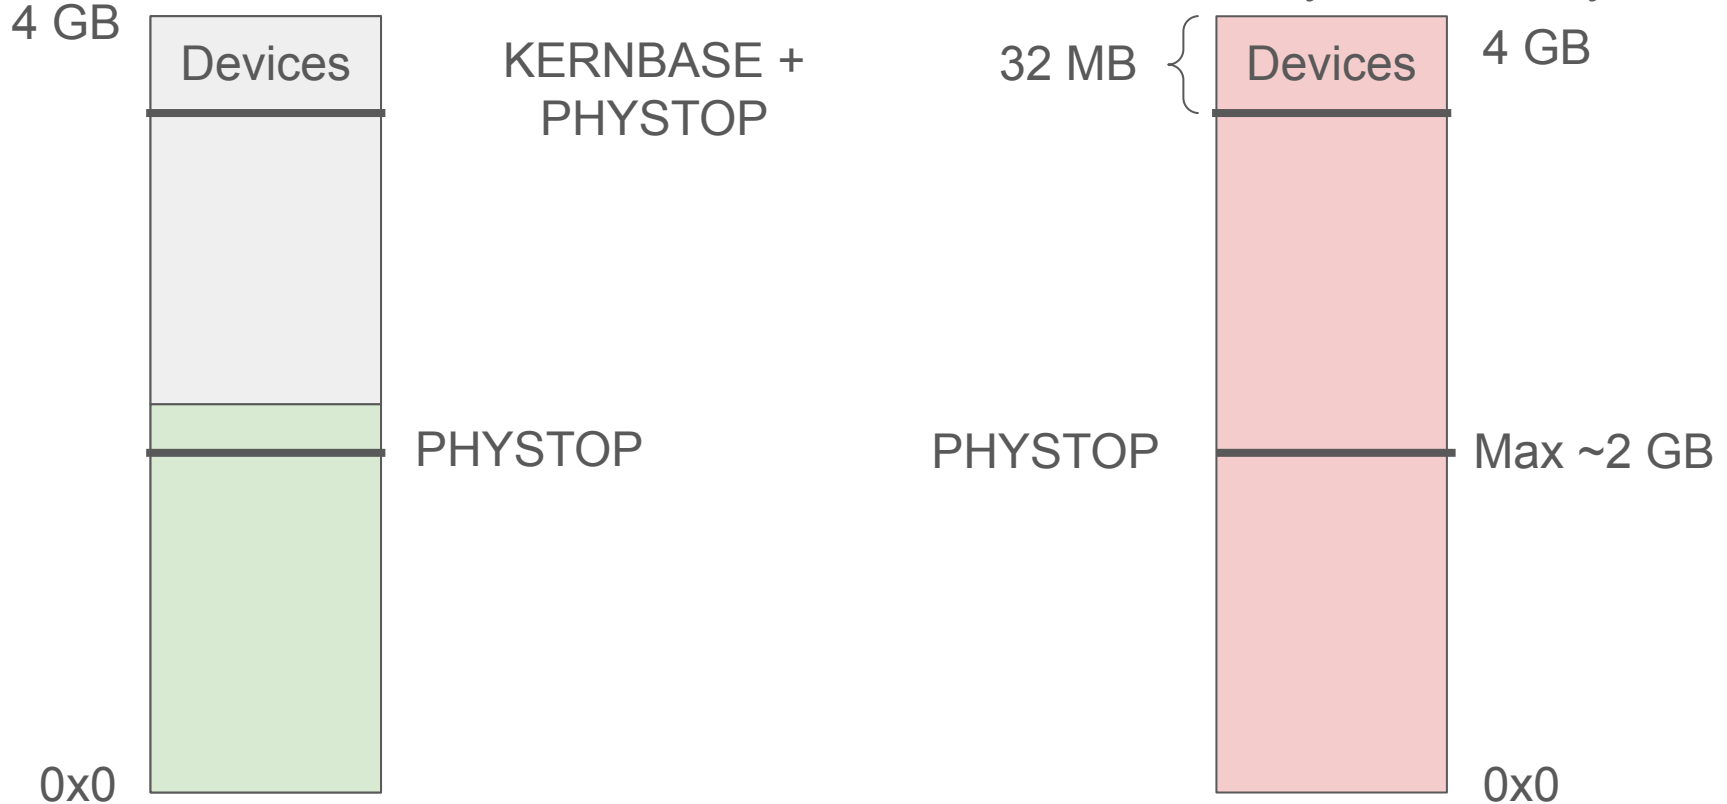 4 GB
Devices
KERNBASE +
PHYSTOP
32 MB
Devices
4 GB
PHYSTOP
PHYSTOP
Max ~2 GB
0x0
0x0